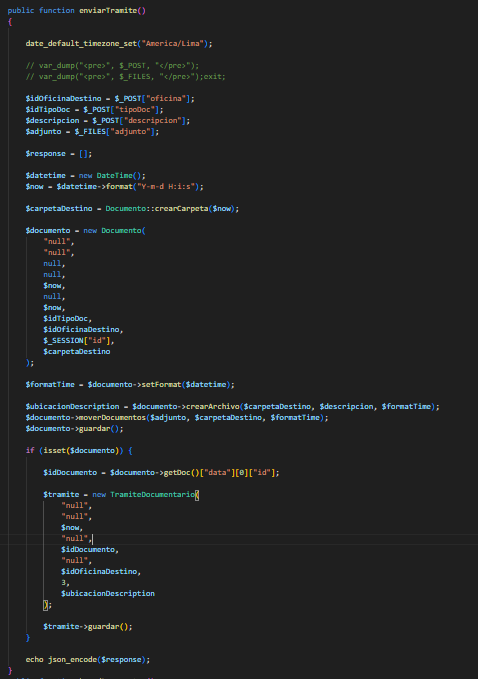 public function enviarTramite()
{
date_default_timezone_set("America/Lima");
// var_dump("<pre>", $_POST, "</pre>");
// var_dump("<pre>", $_FILES, "</pre>");exit;
$idOficinaDestino = $_POST["oficina"];
$idTipoDoc = $_POST["tipoDoc"];
$descripcion = $_POST["descripcion"];
$adjunto = $_FILES["adjunto"];
$response = [];
$datetime = new DateTime();
$now = $datetime->format("Y-m-d H:i:s");
$carpetaDestino = Documento::crearCarpeta($now);
$documento = new Documento(
"null",
"null",
null,
null,
$now,
null,
$now,
$idTipoDoc,
$idOficinaDestino,
$_SESSION["id"],
$carpetaDestino
);
$formatTime = $documento->setFormat($datetime);
$ubicacionDescription = $documento->crearArchivo($carpetaDestino, $descripcion, $formatTime);
$documento->moverDocumentos($adjunto, $carpetaDestino, $formatTime);
$documento->guardar();
if (isset($documento)) {
$idDocumento = $documento->getDoc()["data"][0]["id"];
$tramite = new TramiteDocumentario(
"null",
"null",
$now,
"null",
$idDocumento,
"null",
$idOficinaDestino,
3,
$ubicacionDescription
);
$tramite->guardar();
}
echo json_encode($response);
}